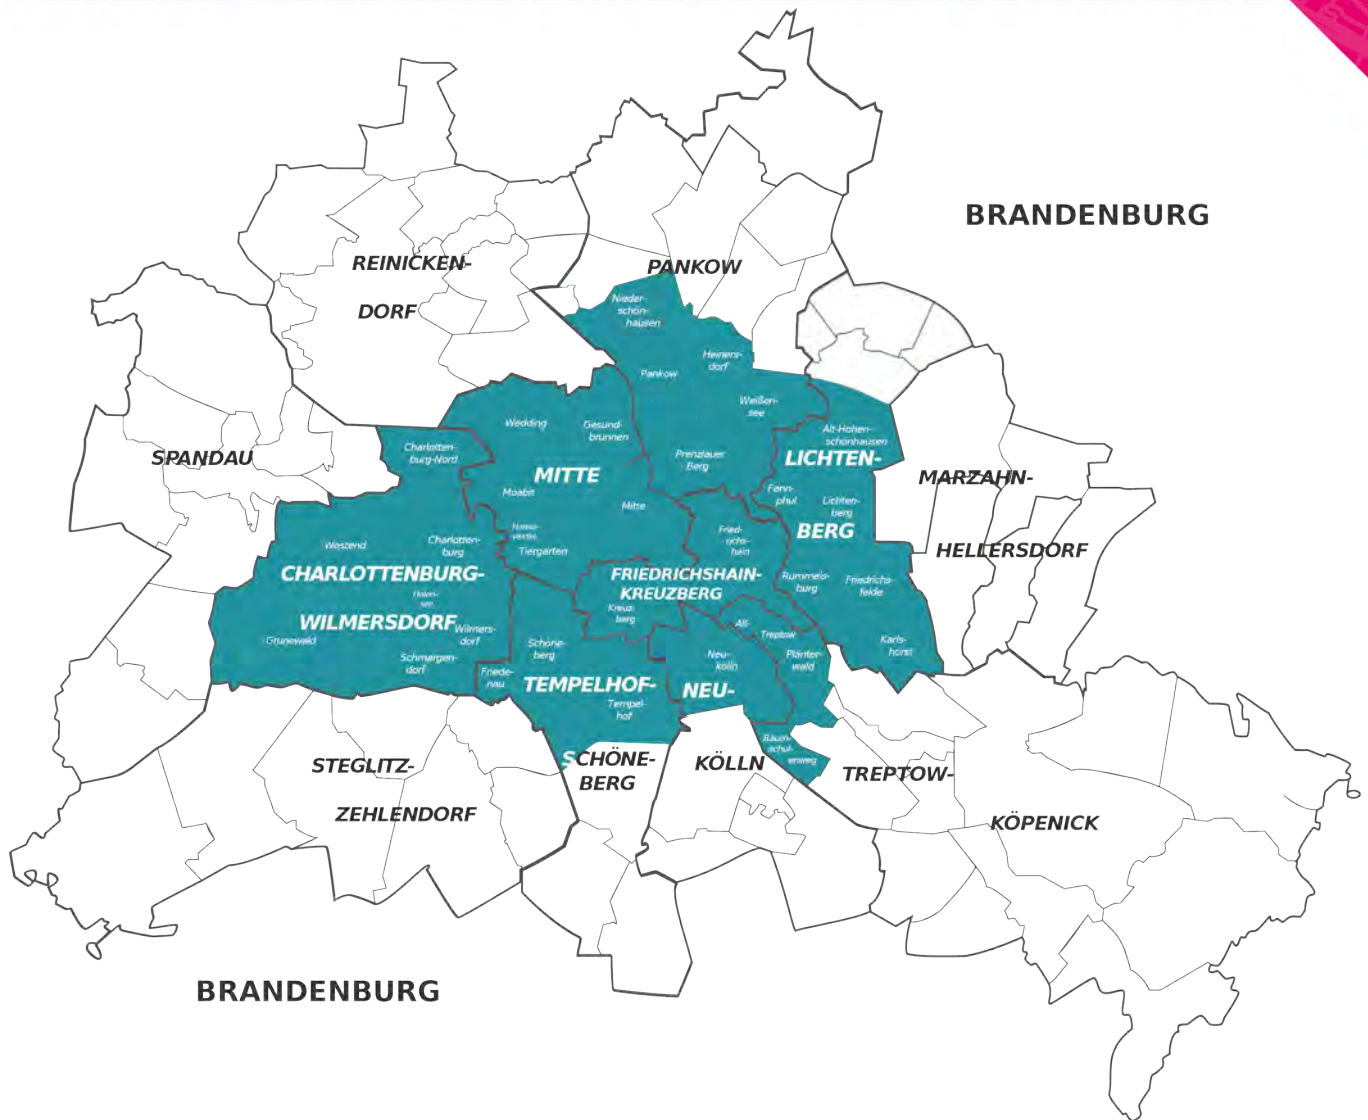 BRANDENBURG
REINICKEN-
DORF
PANKOW
Nieder-
schön-
hausen
Heiners-
dorf
Pankow
Weißen-
see
Wedding
Gesund-
brunnen
Alt-Hohen-
schönhausen
Charlotten-
burg-Nord
SPANDAU
Prenzlauer
Berg
LICHTEN-
MITTE
MARZAHN-
Moabit
Mitte
Fenn-
pfuhl
Lichten-
berg
BERG
Tiergarten
Fried-
richs-
hain
Westend
Charlotten-
burg
HELLERSDORF
CHARLOTTENBURG-
FRIEDRICHSHAIN-
KREUZBERG
Rummels-
burg
Friedrichs-
felde
Halen-
see
Kreuz-
berg
WILMERSDORF
Wilmers-
dorf
Grunewald
Alt-
Treptow
Schöne-
berg
Karls-
horst
Schmargen-
dorf
Neu-
kölln
Plänter-
wald
Friede-
nau
TEMPELHOF-
NEU-
Tempel-
hof
Baum-
schul-
enweg
SCHÖNE-
BERG
KÖLLN
STEGLITZ-
TREPTOW-
ZEHLENDORF
KÖPENICK
BRANDENBURG